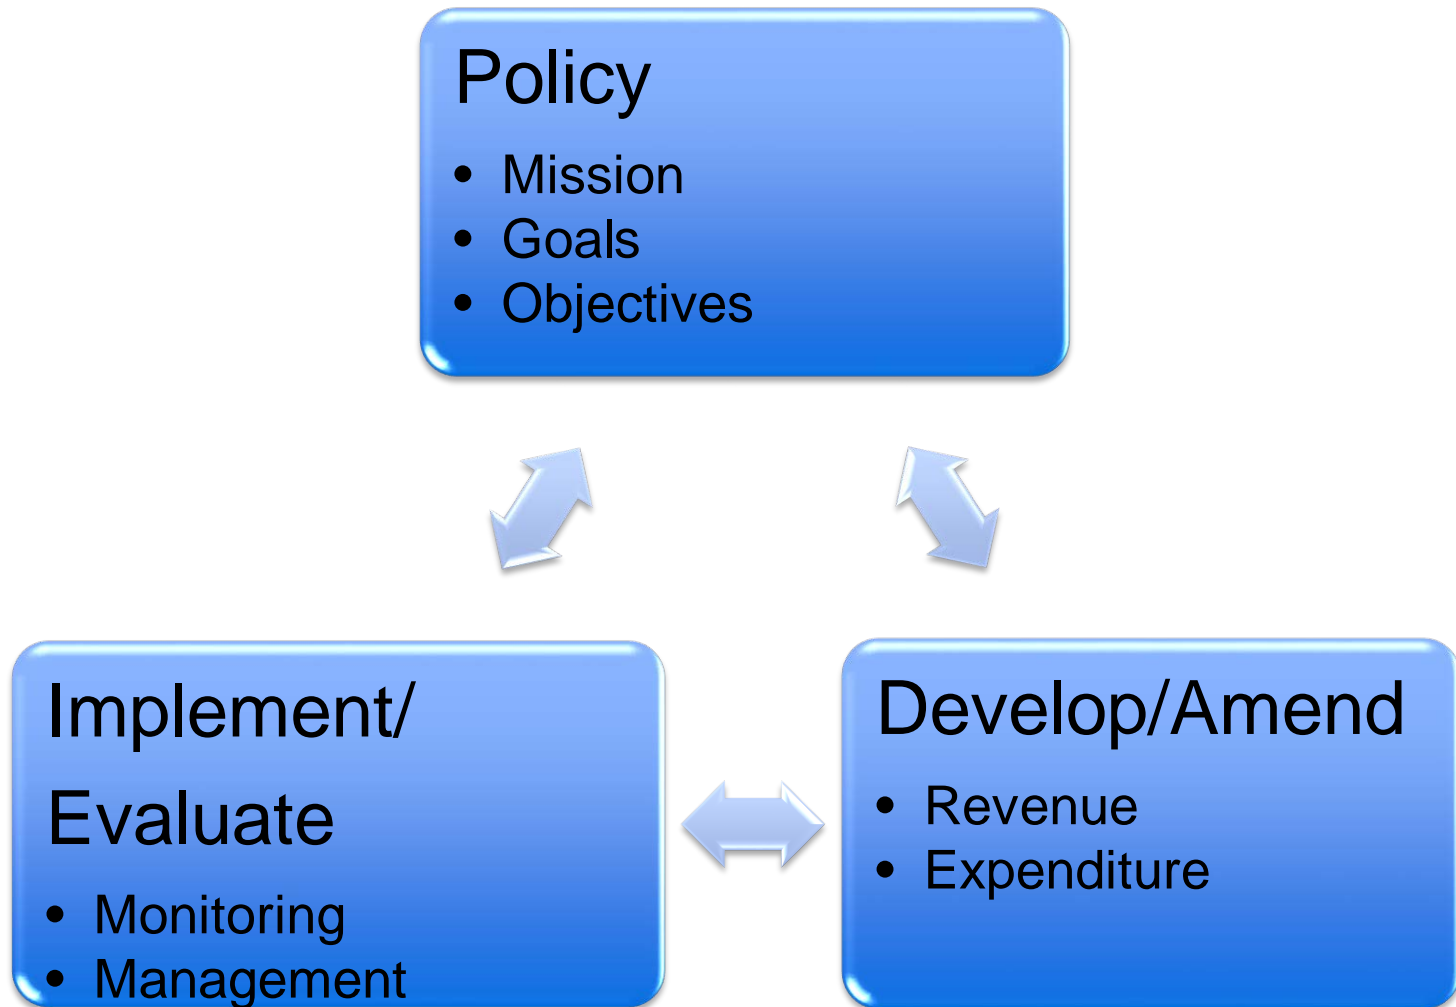 Policy
• Mission
• Goals
• Objectives
Implement/
Evaluate
• Monitoring
• Management
Develop/Amend
• Revenue
• Expenditure